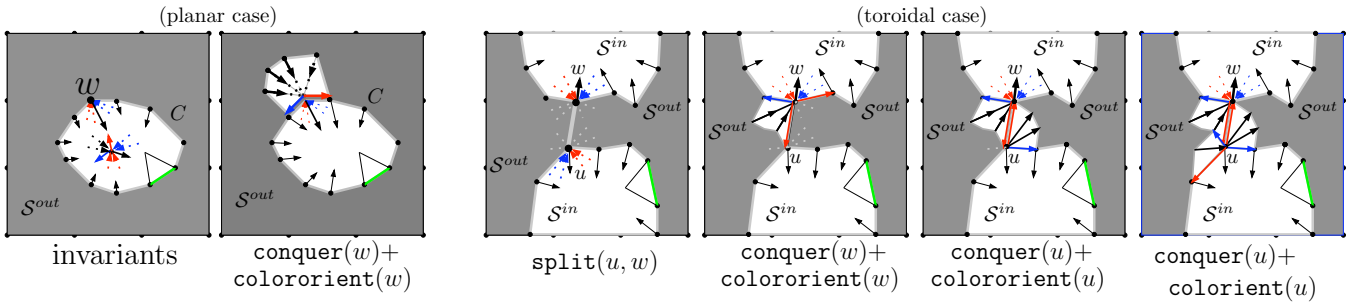 (planar case)
(toroidal case)
w
C
S^out
invariants
C
conquer(w)+
colororient(w)
S^in
w
S^out
S^out
u
S^in
split(u, w)
S^in
w
S^out
S^out
u
S^in
conquer(w)+
colororient(w)
S^in
w
S^out
S^out
u
S^in
conquer(u)+
colororient(u)
S^in
w
S^out
S^out
u
S^in
conquer(u)+
colorient(u)